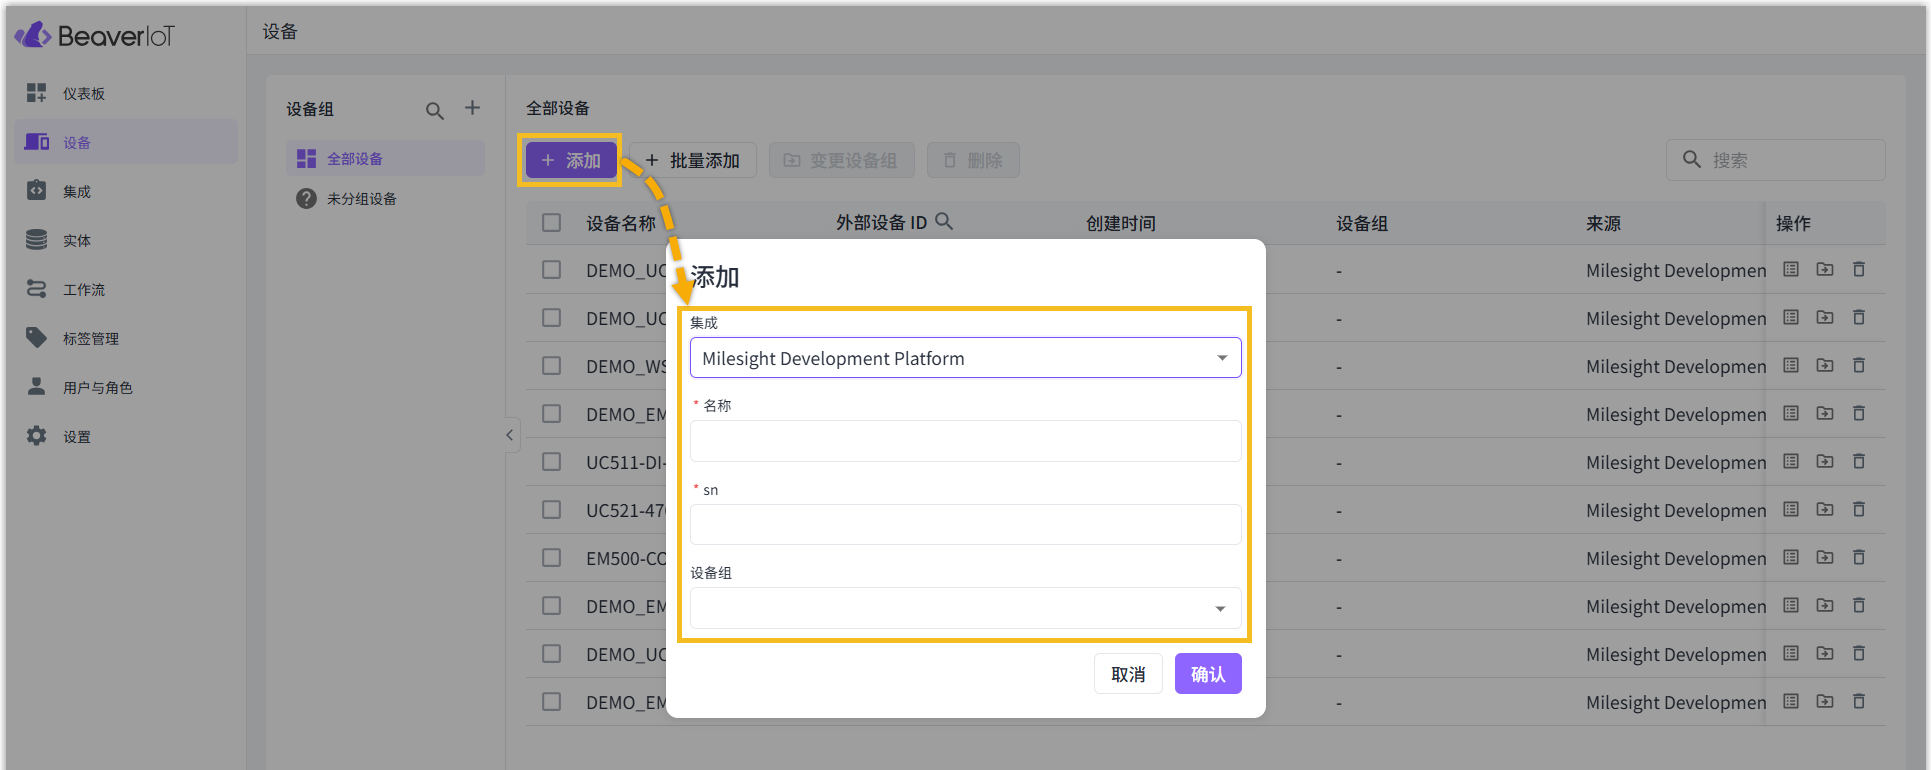 BeaverIoT
设备
仪表板
设备
集成
实体
工作流
标签管理
用户与角色
设置
设备组
全部设备
未分组设备
全部设备
+ 添加
+ 批量添加
变更设备组
删除
搜索
设备名称 外部设备 ID 创建时间 设备组 来源 操作
DEMO_UC - Milesight Developmen
DEMO_UC - Milesight Developmen
DEMO_WS - Milesight Developmen
DEMO_EM - Milesight Developmen
UC511-DI- - Milesight Developmen
UC521-47 - Milesight Developmen
EM500-CO - Milesight Developmen
DEMO_EM - Milesight Developmen
DEMO_UC - Milesight Developmen
DEMO_EM - Milesight Developmen
添加
集成
Milesight Development Platform
* 名称
* sn
设备组
取消
确认